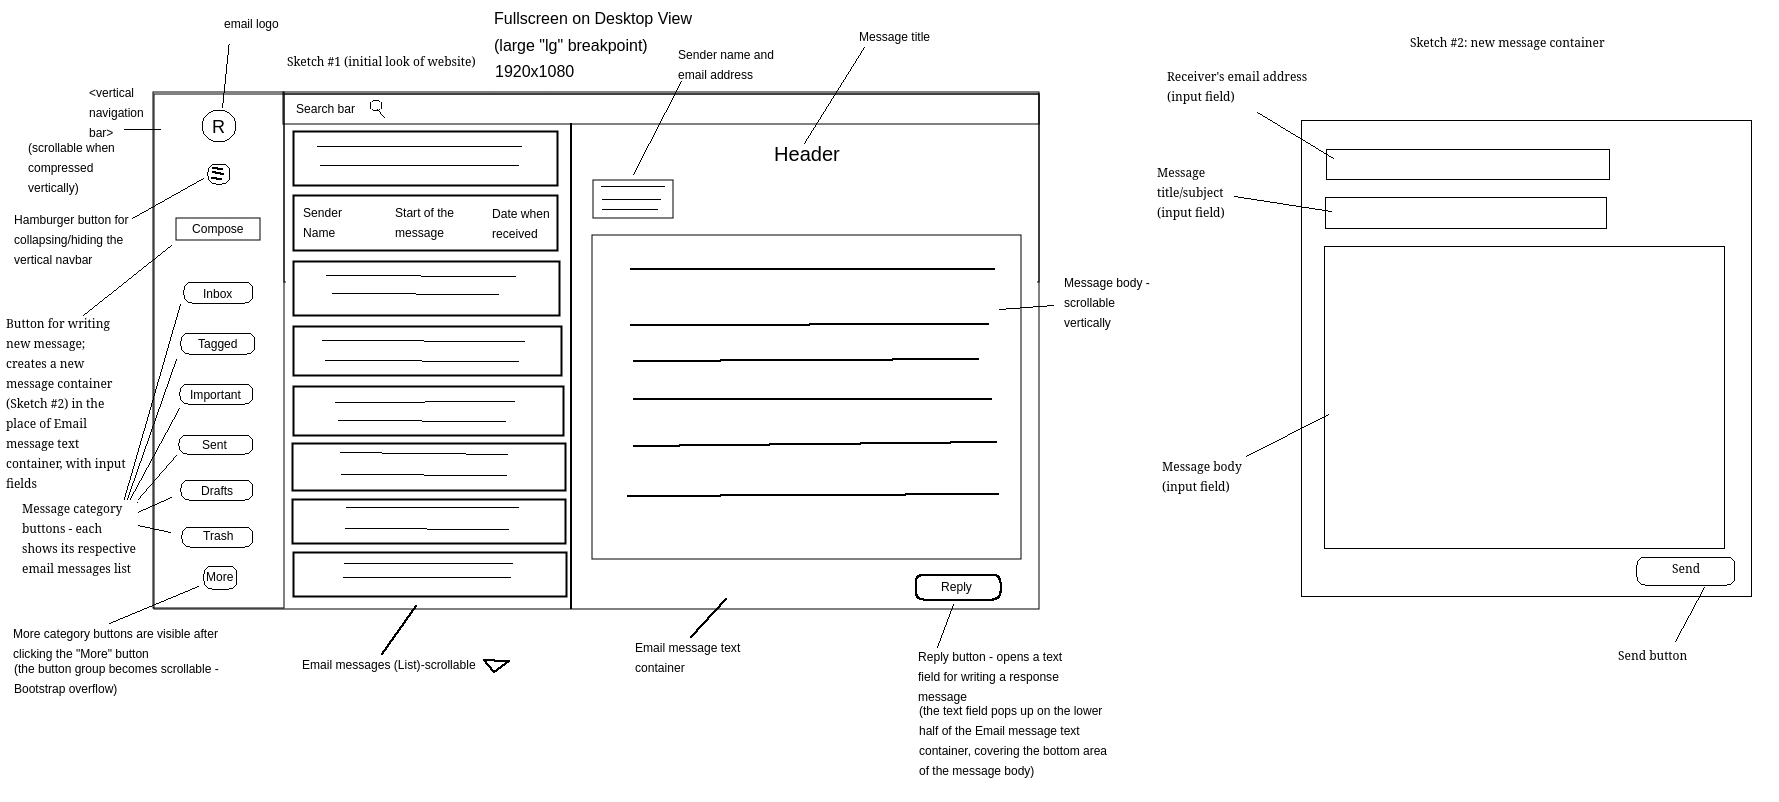 email logo
Sketch #1 (initial look of website)
Fullscreen on Desktop View
(large "lg" breakpoint)
1920x1080
Sender name and
email address
Message title
<vertical
navigation
bar>
(scrollable when
compressed
vertically)
Hamburger button for
collapsing/hiding the
vertical navbar
Button for writing
new message;
creates a new
message container
(Sketch #2) in the
place of Email
message text
container, with input
fields
Message category
buttons - each
shows its respective
email messages list
More category buttons are visible after
clicking the "More" button
(the button group becomes scrollable -
Bootstrap overflow)
R
Compose
Inbox
Tagged
Important
Sent
Drafts
Trash
More
Search bar
Sender
Name
Start of the
message
Date when
received
Email messages (List)-scrollable
Header
Message body -
scrollable
vertically
Reply
Email message text
container
Reply button - opens a text
field for writing a response
message
(the text field pops up on the lower
half of the Email message text
container, covering the bottom area
of the message body)
Sketch #2: new message container
Receiver's email address
(input field)
Message
title/subject
(input field)
Message body
(input field)
Send
Send button